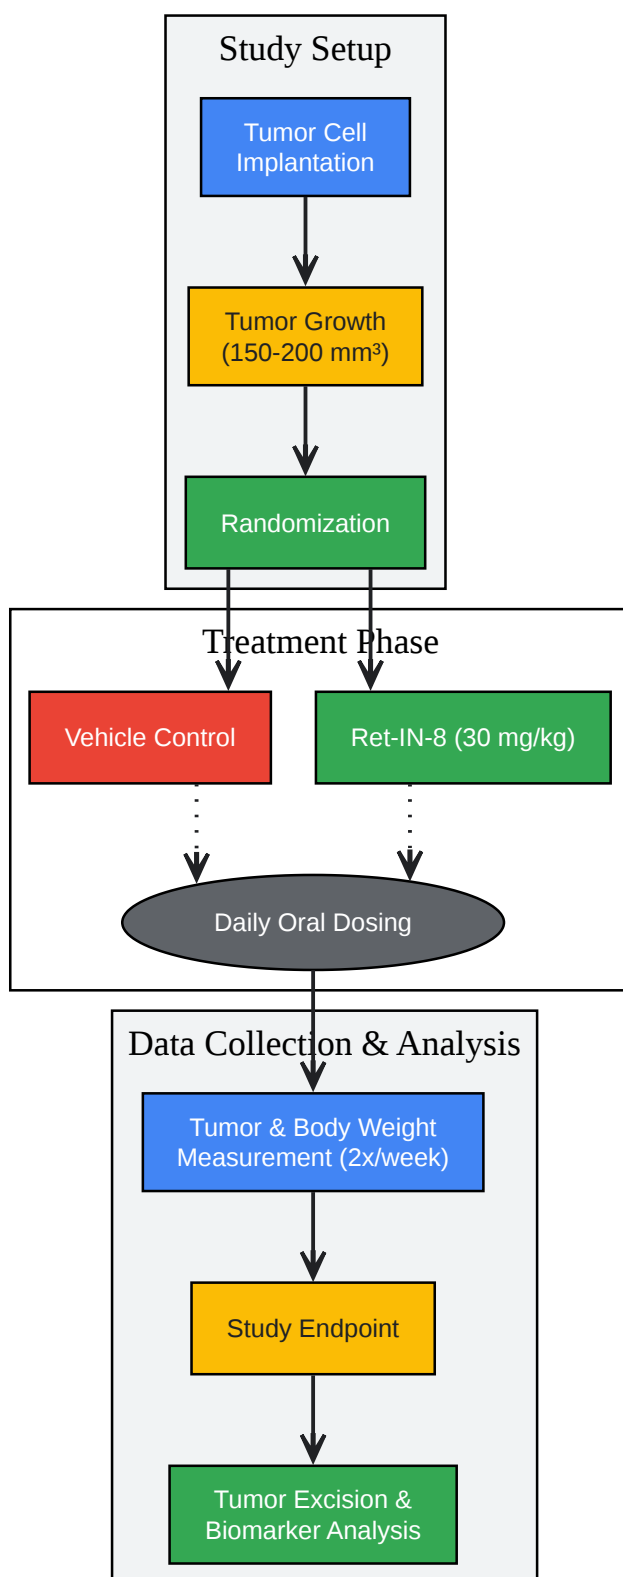 Study Setup
Tumor Cell
Implantation
Tumor Growth
(150-200 mm³)
Randomization
Treatment Phase
Vehicle Control
Ret-IN-8 (30 mg/kg)
Daily Oral Dosing
Data Collection & Analysis
Tumor & Body Weight
Measurement (2x/week)
Study Endpoint
Tumor Excision &
Biomarker Analysis